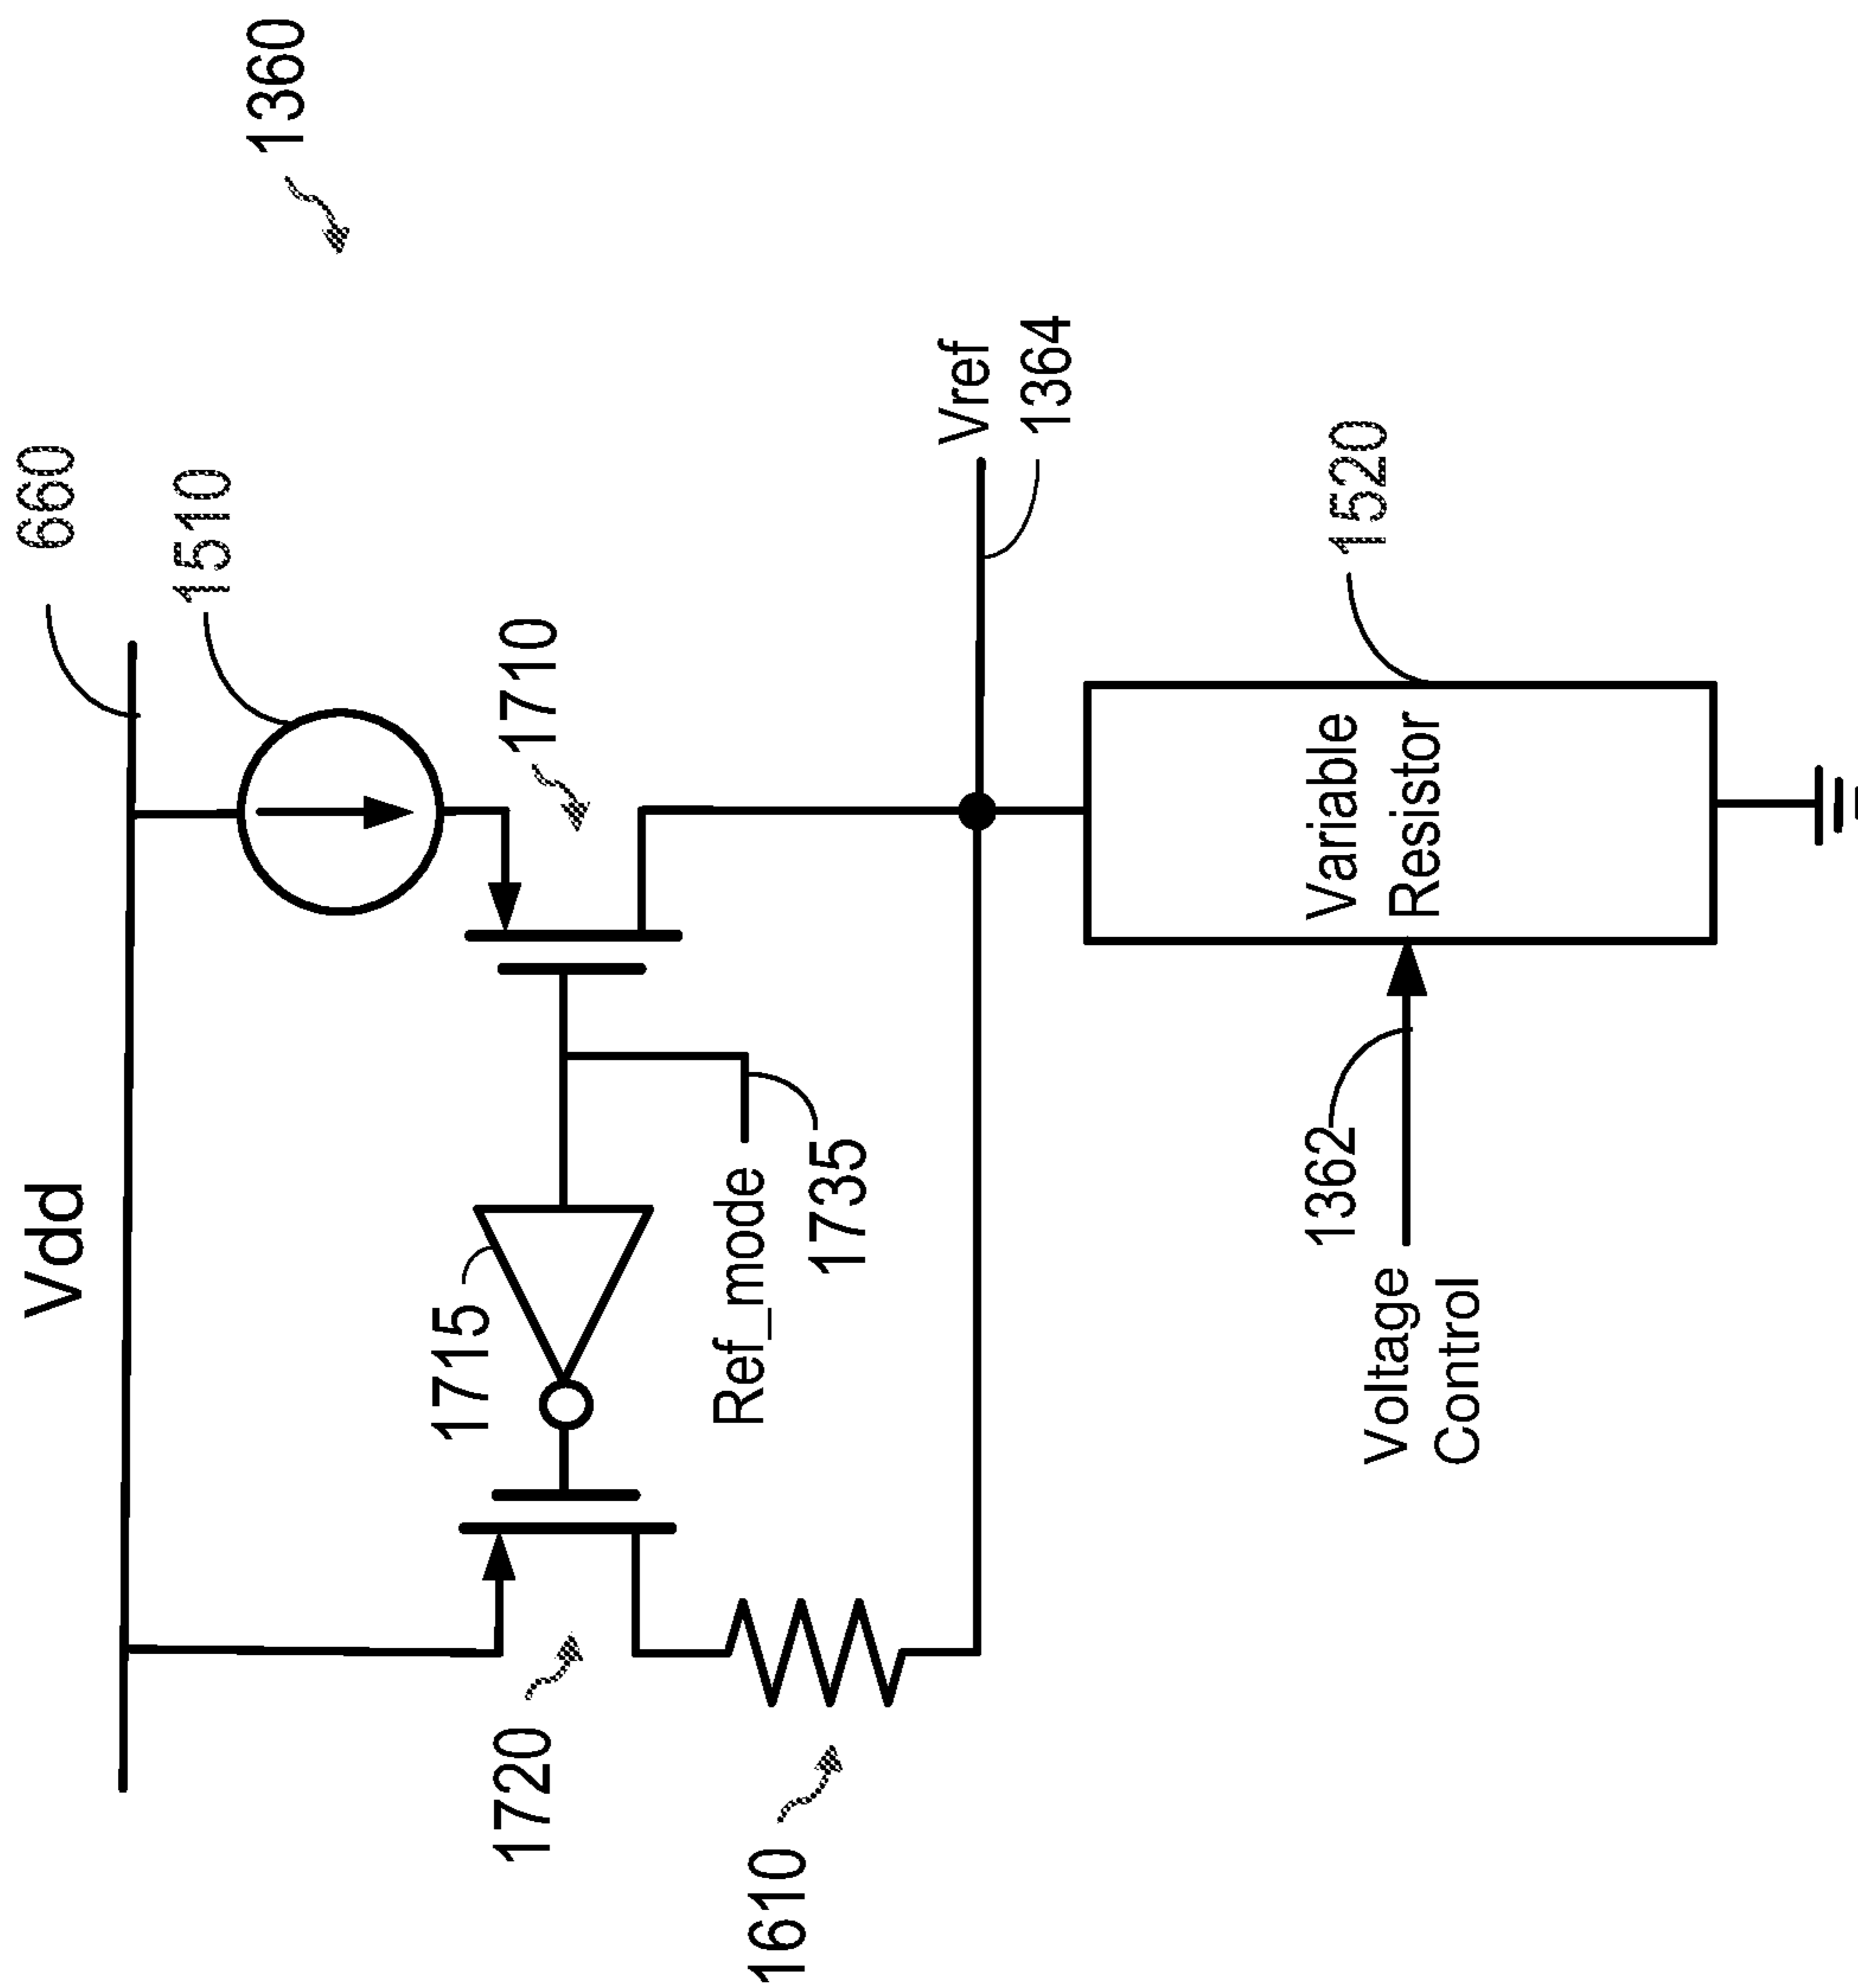 1360
660
Vdd
1510
1710
1715
Ref_mode
1735
1720
1610
Vref
1364
1520
Variable
Resistor
1362
Voltage
Control